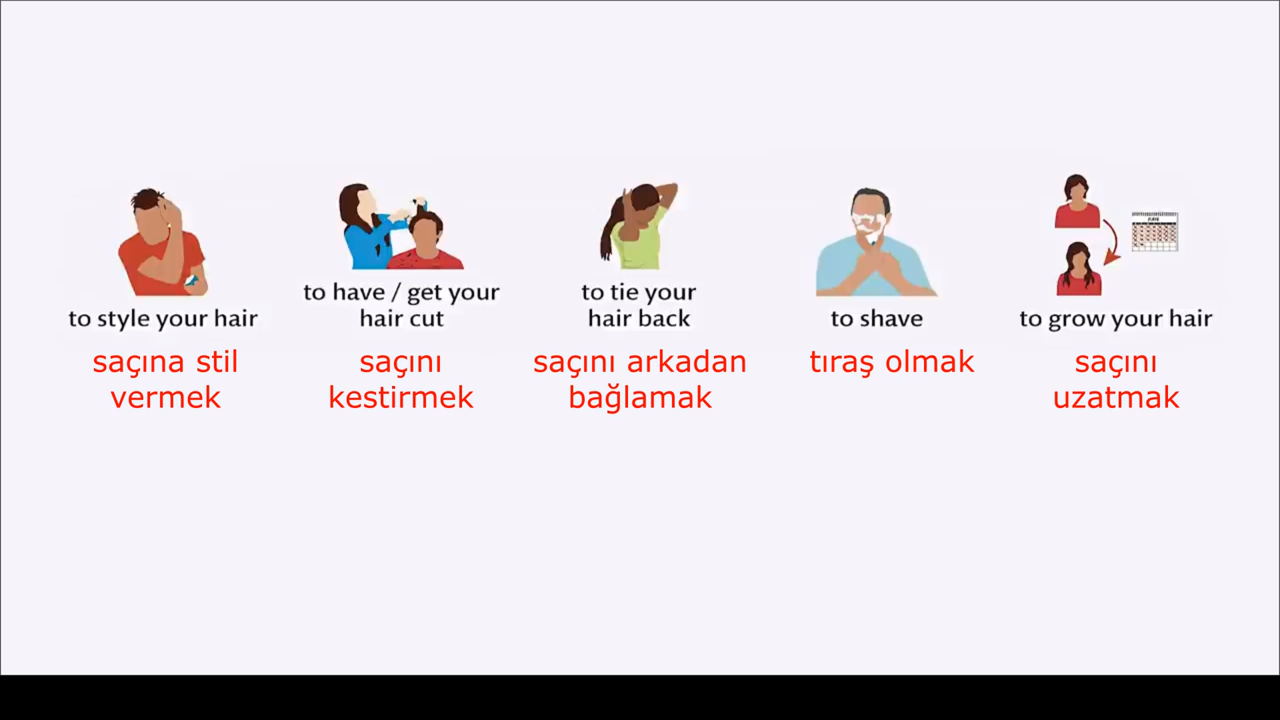 to style your hair
saçına stil
vermek
to have / get your
hair cut
saçını
kestirmek
to tie your
hair back
saçını arkadan
bağlamak
to shave
tıraş olmak
to grow your hair
saçını
uzatmak